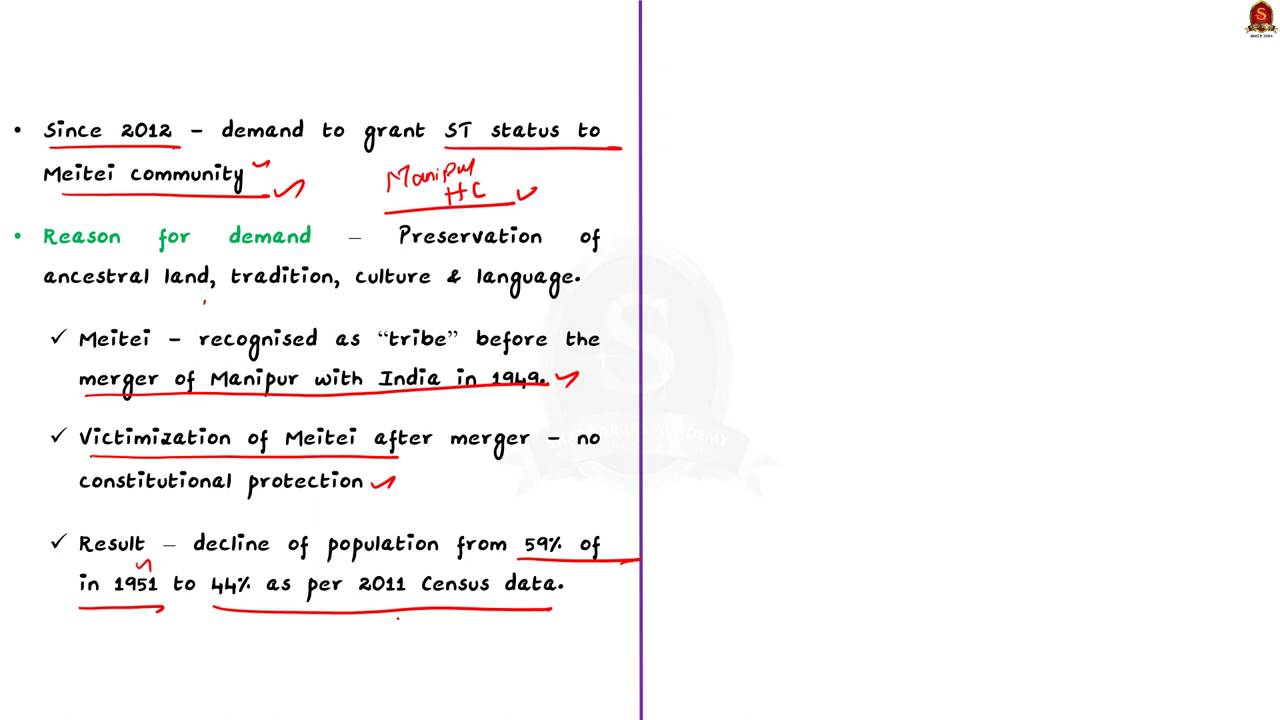 S
SINCE 2004
• Since 2012 – demand to grant ST status to
Meitei community
Manipur
HC
• Reason for demand – Preservation of
ancestral land, tradition, culture & language.
✓ Meitei – recognised as “tribe” before the
merger of Manipur with India in 1949.
✓ Victimization of Meitei after merger – no
constitutional protection
✓ Result – decline of population from 59% of
in 1951 to 44% as per 2011 Census data.
S
ACADEMY